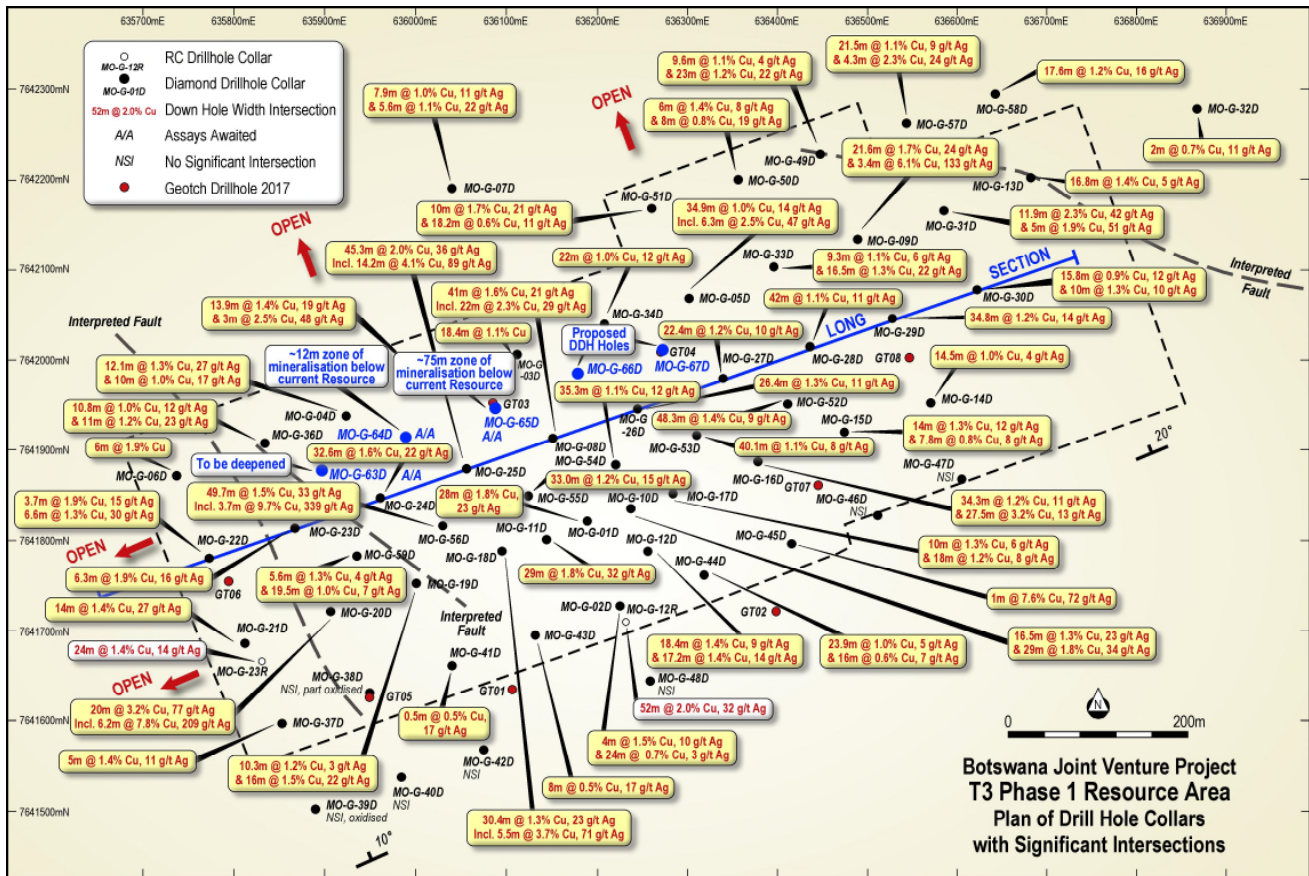 635700mE
635800mE
635900mE
636000mE
636100mE
636200mE
636300mE
636400mE
636500mE
636600mE
636700mE
636800mE
636900mE
7642300mN
7642200mN
7642100mN
7642000mN
7641900mN
7641800mN
7641700mN
7641600mN
7641500mN
MO-G-12R
RC Drillhole Collar
MO-G-01D
Diamond Drillhole Collar
52m @ 2.0% Cu
Down Hole Width Intersection
A/A
Assays Awaited
NSI
No Significant Intersection
Geotch Drillhole 2017
7.9m @ 1.0% Cu, 11 g/t Ag
& 5.6m @ 1.1% Cu, 22 g/t Ag
OPEN
9.6m @ 1.1% Cu, 4 g/t Ag
& 23m @ 1.2% Cu, 22 g/t Ag
21.5m @ 1.1% Cu, 9 g/t Ag
& 4.3m @ 2.3% Cu, 24 g/t Ag
17.6m @ 1.2% Cu, 16 g/t Ag
MO-G-58D
MO-G-32D
6m @ 1.4% Cu, 8 g/t Ag
& 8m @ 0.8% Cu, 19 g/t Ag
MO-G-57D
MO-G-49D
21.6m @ 1.7% Cu, 24 g/t Ag
& 3.4m @ 6.1% Cu, 133 g/t Ag
2m @ 0.7% Cu, 11 g/t Ag
MO-G-07D
MO-G-50D
MO-G-13D
16.8m @ 1.4% Cu, 5 g/t Ag
10m @ 1.7% Cu, 21 g/t Ag
& 18.2m @ 0.6% Cu, 11 g/t Ag
MO-G-51D
34.9m @ 1.0% Cu, 14 g/t Ag
Incl. 6.3m @ 2.5% Cu, 47 g/t Ag
MO-G-31D
11.9m @ 2.3% Cu, 42 g/t Ag
& 5m @ 1.9% Cu, 51 g/t Ag
OPEN
45.3m @ 2.0% Cu, 36 g/t Ag
Incl. 14.2m @ 4.1% Cu, 89 g/t Ag
22m @ 1.0% Cu, 12 g/t Ag
MO-G-33D
MO-G-09D
9.3m @ 1.1% Cu, 6 g/t Ag
& 16.5m @ 1.3% Cu, 22 g/t Ag
SECTION
Interpreted
Fault
13.9m @ 1.4% Cu, 19 g/t Ag
& 3m @ 2.5% Cu, 48 g/t Ag
41m @ 1.6% Cu, 21 g/t Ag
Incl. 22m @ 2.3% Cu, 29 g/t Ag
MO-G-05D
42m @ 1.1% Cu, 11 g/t Ag
MO-G-30D
15.8m @ 0.9% Cu, 12 g/t Ag
& 10m @ 1.3% Cu, 10 g/t Ag
Interpreted Fault
18.4m @ 1.1% Cu
MO-G-34D
Proposed
DDH Holes
22.4m @ 1.2% Cu, 10 g/t Ag
LONG
MO-G-29D
34.8m @ 1.2% Cu, 14 g/t Ag
~12m zone of
mineralisation below
current Resource
~75m zone of
mineralisation below
current Resource
MO-G
-03D
GT04
MO-G-67D
MO-G-66D
MO-G-27D
MO-G-28D
GT08
14.5m @ 1.0% Cu, 4 g/t Ag
12.1m @ 1.3% Cu, 27 g/t Ag
& 10m @ 1.0% Cu, 17 g/t Ag
35.3m @ 1.1% Cu, 12 g/t Ag
26.4m @ 1.3% Cu, 11 g/t Ag
GT03
MO-G-65D
A/A
10.8m @ 1.0% Cu, 12 g/t Ag
& 11m @ 1.2% Cu, 23 g/t Ag
MO-G-04D
MO-G
-26D
MO-G-52D
MO-G-14D
48.3m @ 1.4% Cu, 9 g/t Ag
MO-G-15D
14m @ 1.3% Cu, 12 g/t Ag
& 7.8m @ 0.8% Cu, 8 g/t Ag
MO-G-36D
MO-G-64D
A/A
6m @ 1.9% Cu
32.6m @ 1.6% Cu, 22 g/t Ag
MO-G-08D
MO-G-54D
MO-G-53D
40.1m @ 1.1% Cu, 8 g/t Ag
20°
MO-G-06D
To be deepened
MO-G-63D
A/A
MO-G-25D
33.0m @ 1.2% Cu, 15 g/t Ag
MO-G-16D
GT07
MO-G-47D
NSI
3.7m @ 1.9% Cu, 15 g/t Ag
6.6m @ 1.3% Cu, 30 g/t Ag
49.7m @ 1.5% Cu, 33 g/t Ag
Incl. 3.7m @ 9.7% Cu, 339 g/t Ag
MO-G-24D
28m @ 1.8% Cu,
23 g/t Ag
MO-G-55D
MO-G-10D
MO-G-17D
MO-G-46D
NSI
34.3m @ 1.2% Cu, 11 g/t Ag
& 27.5m @ 3.2% Cu, 13 g/t Ag
MO-G-22D
MO-G-23D
MO-G-56D
MO-G-11D
MO-G-01D
MO-G-12D
MO-G-45D
10m @ 1.3% Cu, 6 g/t Ag
& 18m @ 1.2% Cu, 8 g/t Ag
OPEN
MO-G-59D
MO-G-18D
6.3m @ 1.9% Cu, 16 g/t Ag
5.6m @ 1.3% Cu, 4 g/t Ag
& 19.5m @ 1.0% Cu, 7 g/t Ag
MO-G-19D
29m @ 1.8% Cu, 32 g/t Ag
MO-G-44D
GT06
14m @ 1.4% Cu, 27 g/t Ag
MO-G-20D
Interpreted
Fault
MO-G-02D
MO-G-12R
GT02
1m @ 7.6% Cu, 72 g/t Ag
MO-G-21D
24m @ 1.4% Cu, 14 g/t Ag
MO-G-23R
MO-G-43D
18.4m @ 1.4% Cu, 9 g/t Ag
& 17.2m @ 1.4% Cu, 14 g/t Ag
23.9m @ 1.0% Cu, 5 g/t Ag
& 16m @ 0.6% Cu, 7 g/t Ag
16.5m @ 1.3% Cu, 23 g/t Ag
& 29m @ 1.8% Cu, 34 g/t Ag
OPEN
MO-G-38D
NSI, part oxidised
GT05
MO-G-41D
GT01
MO-G-48D
NSI
20m @ 3.2% Cu, 77 g/t Ag
Incl. 6.2m @ 7.8% Cu, 209 g/t Ag
MO-G-37D
0.5m @ 0.5% Cu,
17 g/t Ag
52m @ 2.0% Cu, 32 g/t Ag
0
200m
5m @ 1.4% Cu, 11 g/t Ag
10.3m @ 1.2% Cu, 3 g/t Ag
& 16m @ 1.5% Cu, 22 g/t Ag
MO-G-42D
NSI
4m @ 1.5% Cu, 10 g/t Ag
& 24m @ 0.7% Cu, 3 g/t Ag
MO-G-40D
NSI
8m @ 0.5% Cu, 17 g/t Ag
MO-G-39D
NSI, oxidised
10°
30.4m @ 1.3% Cu, 23 g/t Ag
Incl. 5.5m @ 3.7% Cu, 71 g/t Ag
Botswana Joint Venture Project
T3 Phase 1 Resource Area
Plan of Drill Hole Collars
with Significant Intersections